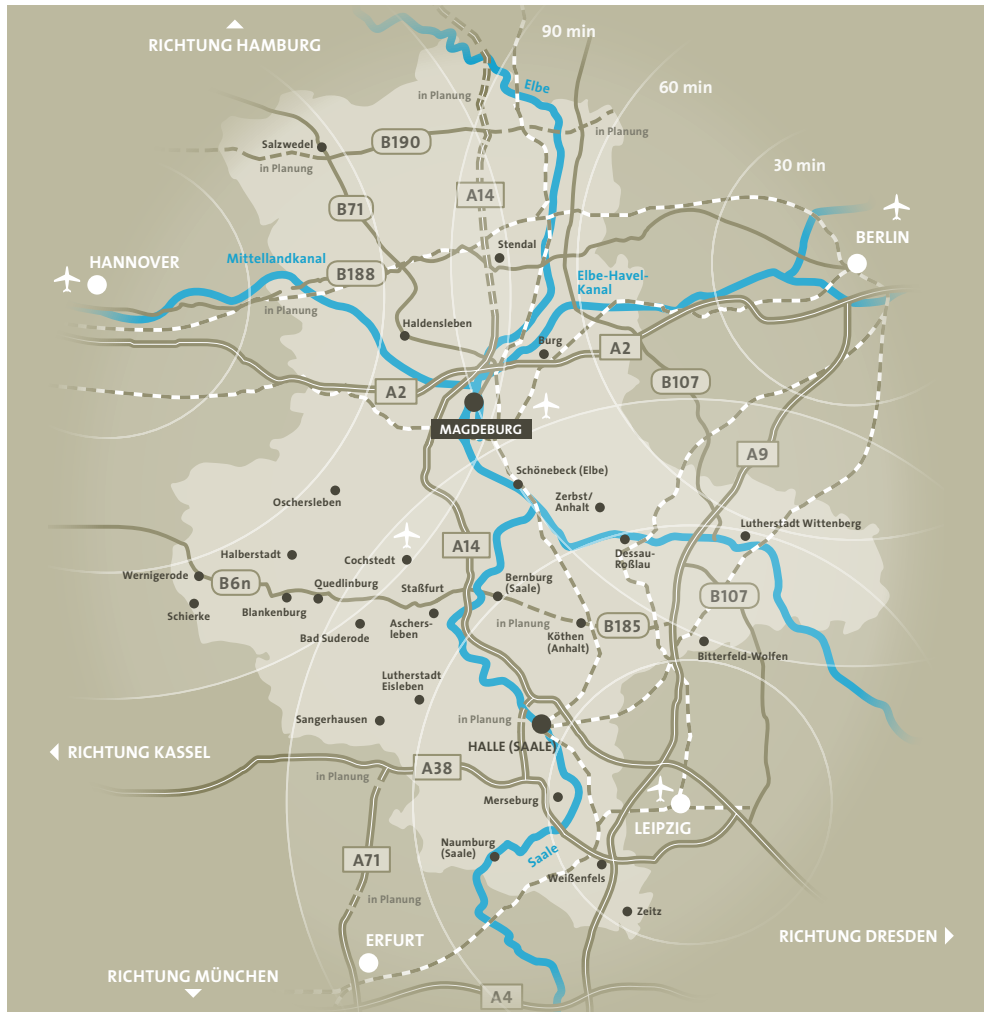 90 min
RICHTUNG HAMBURG
60 min
Elbe
in Planung
in Planung
B190
Salzwedel
in Planung
30 min
A14
B71
BERLIN
Stendal
Mittellandkanal
HANNOVER
B188
Elbe-Havel-
Kanal
in Planung
Haldensleben
Burg
A2
B107
A2
MAGDEBURG
A9
Schönebeck (Elbe)
Oschersleben
Zerbst/
Anhalt
Lutherstadt Wittenberg
A14
Halberstadt
Cochstedt
Dessau-
Roßlau
Wernigerode
B6n
Quedlinburg
Staßfurt
Bernburg
(Saale)
B107
Schierke
Blankenburg
Aschers-
leben
in Planung
Köthen
(Anhalt)
B185
Bad Suderode
Bitterfeld-Wolfen
Lutherstadt
Eisleben
Sangerhausen
in Planung
HALLE (SAALE)
RICHTUNG KASSEL
A38
in Planung
Merseburg
LEIPZIG
Naumburg
(Saale)
Saale
A71
Weißenfels
in Planung
Zeitz
ERFURT
RICHTUNG DRESDEN
RICHTUNG MÜNCHEN
A4